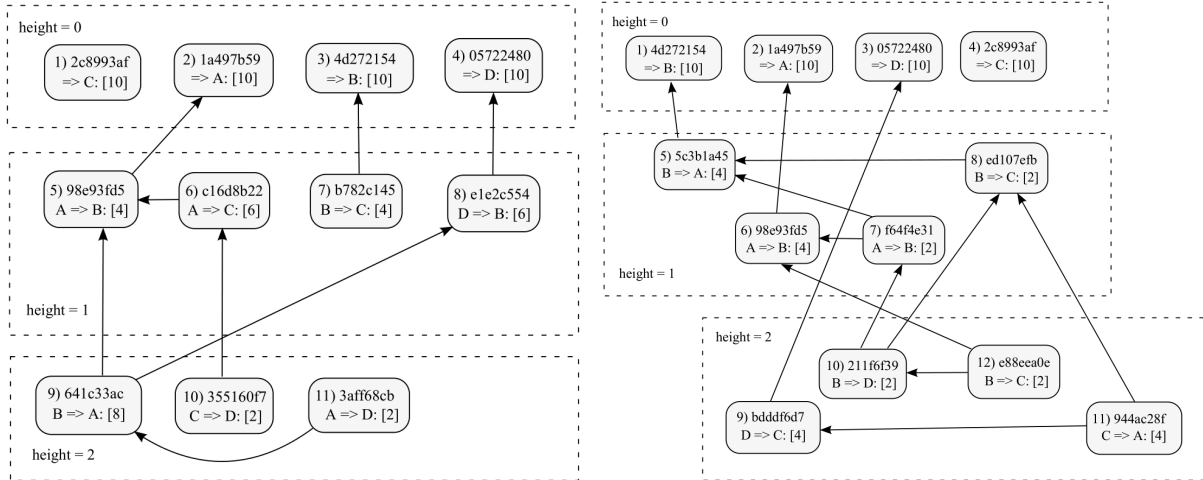 height = 0
1) 2c8993af
=> C: [10]
2) 1a497b59
=> A: [10]
3) 4d272154
=> B: [10]
4) 05722480
=> D: [10]
5) 98e93fd5
A => B: [4]
6) c16d8b22
A => C: [6]
7) b782c145
B => C: [4]
8) e1e2c554
D => B: [6]
height = 1
9) 641c33ac
B => A: [8]
10) 355160f7
C => D: [2]
11) 3aff68cb
A => D: [2]
height = 2
height = 0
1) 4d272154
=> B: [10]
2) 1a497b59
=> A: [10]
3) 05722480
=> D: [10]
4) 2c8993af
=> C: [10]
5) 5c3b1a45
B => A: [4]
8) ed107efb
B => C: [2]
6) 98e93fd5
A => B: [4]
7) f64f4e31
A => B: [2]
height = 1
height = 2
10) 211f6f39
B => D: [2]
12) e88eea0e
B => C: [2]
9) bdddf6d7
D => C: [4]
11) 944ac28f
C => A: [4]